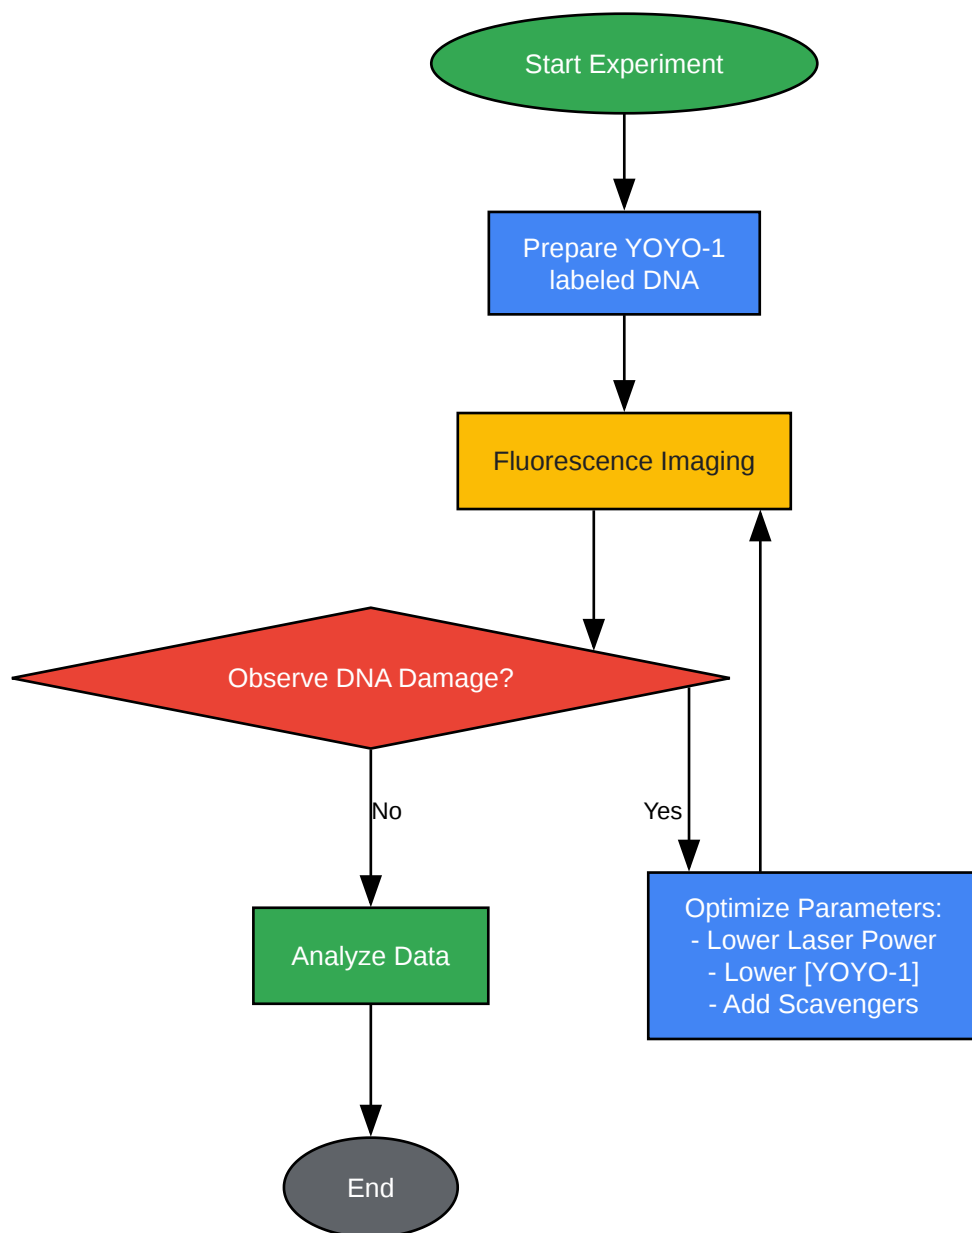 Start Experiment
Prepare YOYO-1
labeled DNA
Fluorescence Imaging
Observe DNA Damage?
No
Yes
Optimize Parameters:
- Lower Laser Power
- Lower [YOYO-1]
- Add Scavengers
Analyze Data
End